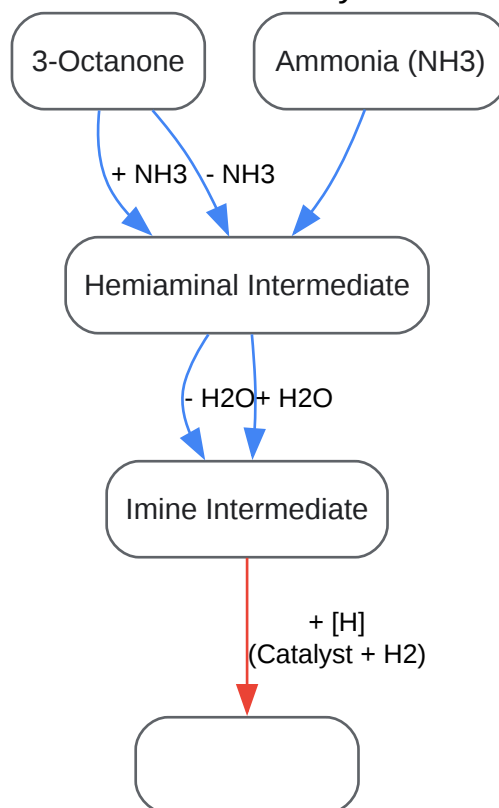 3-Octanone
Ammonia (NH3)
+ NH3
- NH3
Hemiaminal Intermediate
- H2O
+ H2O
Imine Intermediate
+ [H]
(Catalyst + H2)